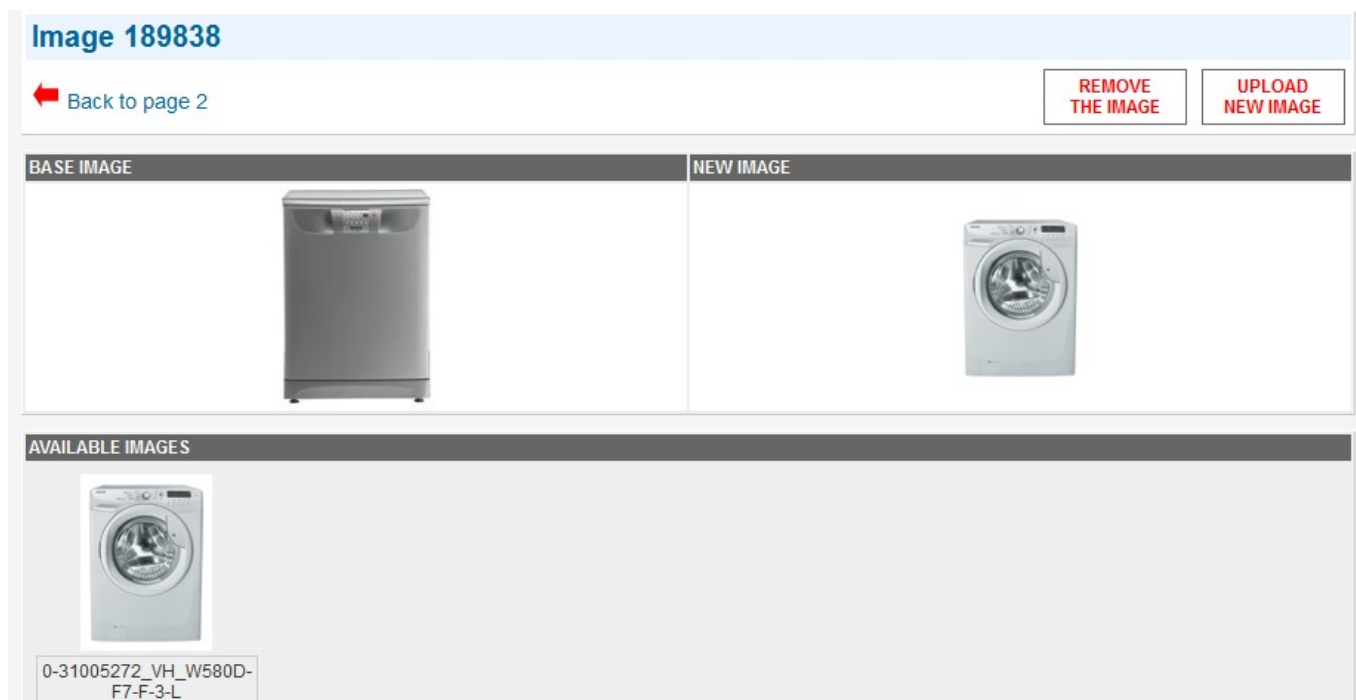 Image 189838
Back to page 2
REMOVE
THE IMAGE
UPLOAD
NEW IMAGE
BASE IMAGE
NEW IMAGE
AVAILABLE IMAGES
0-31005272_VH_W580D-
F7-F-3-L